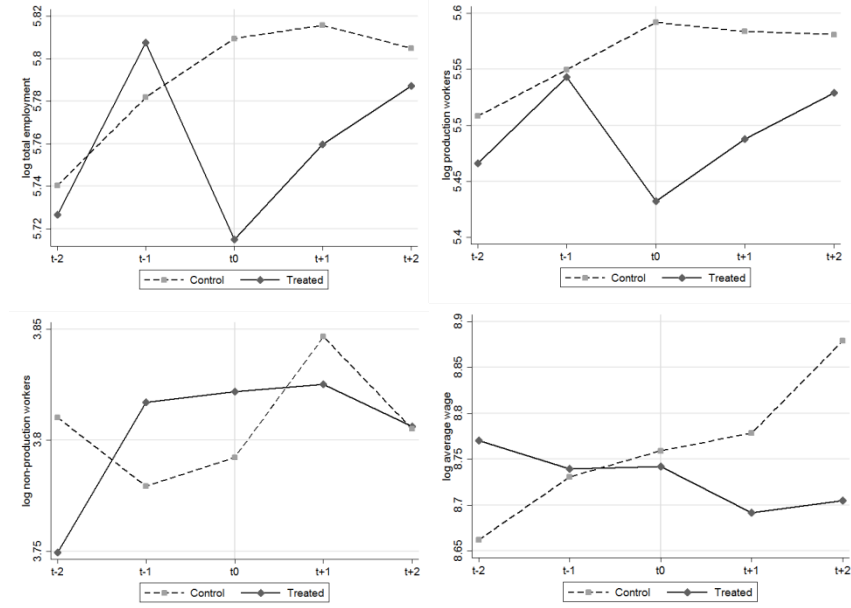 log total employment
5.82
5.8
5.78
5.76
5.74
5.72
t-2 t-1 t0 t+1 t+2
Control Treated
log production workers
5.6
5.55
5.5
5.45
5.4
t-2 t-1 t0 t+1 t+2
Control Treated
log non-production workers
3.85
3.8
3.75
t-2 t-1 t0 t+1 t+2
Control Treated
log average wage
8.9
8.85
8.8
8.75
8.7
8.65
t-2 t-1 t0 t+1 t+2
Control Treated